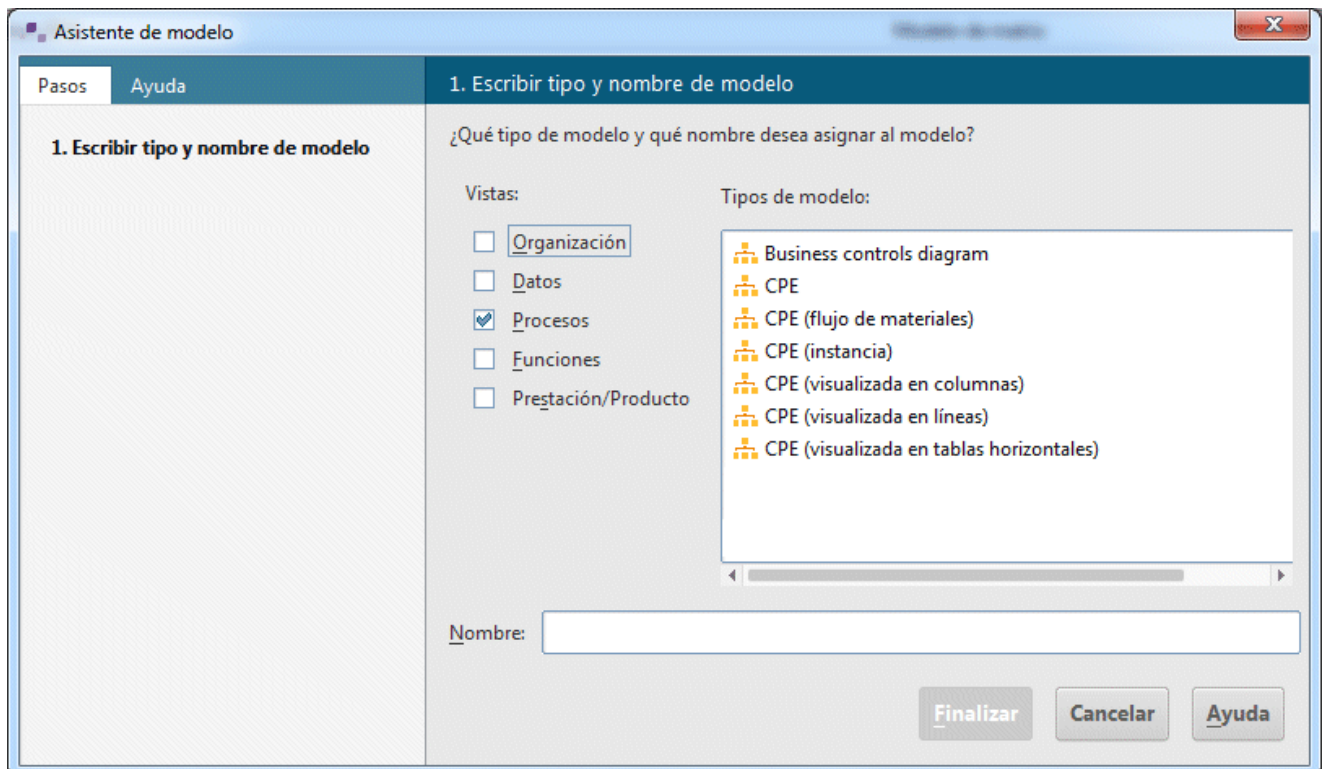 Asistente de modelo
Pasos
Ayuda
1. Escribir tipo y nombre de modelo
1. Escribir tipo y nombre de modelo
¿Qué tipo de modelo y qué nombre desea asignar al modelo?
Vistas:
Organización
Datos
Procesos
Funciones
Prestación/Producto
Tipos de modelo:
Business controls diagram
CPE
CPE (flujo de materiales)
CPE (instancia)
CPE (visualizada en columnas)
CPE (visualizada en líneas)
CPE (visualizada en tablas horizontales)
Nombre:
Finalizar
Cancelar
Ayuda